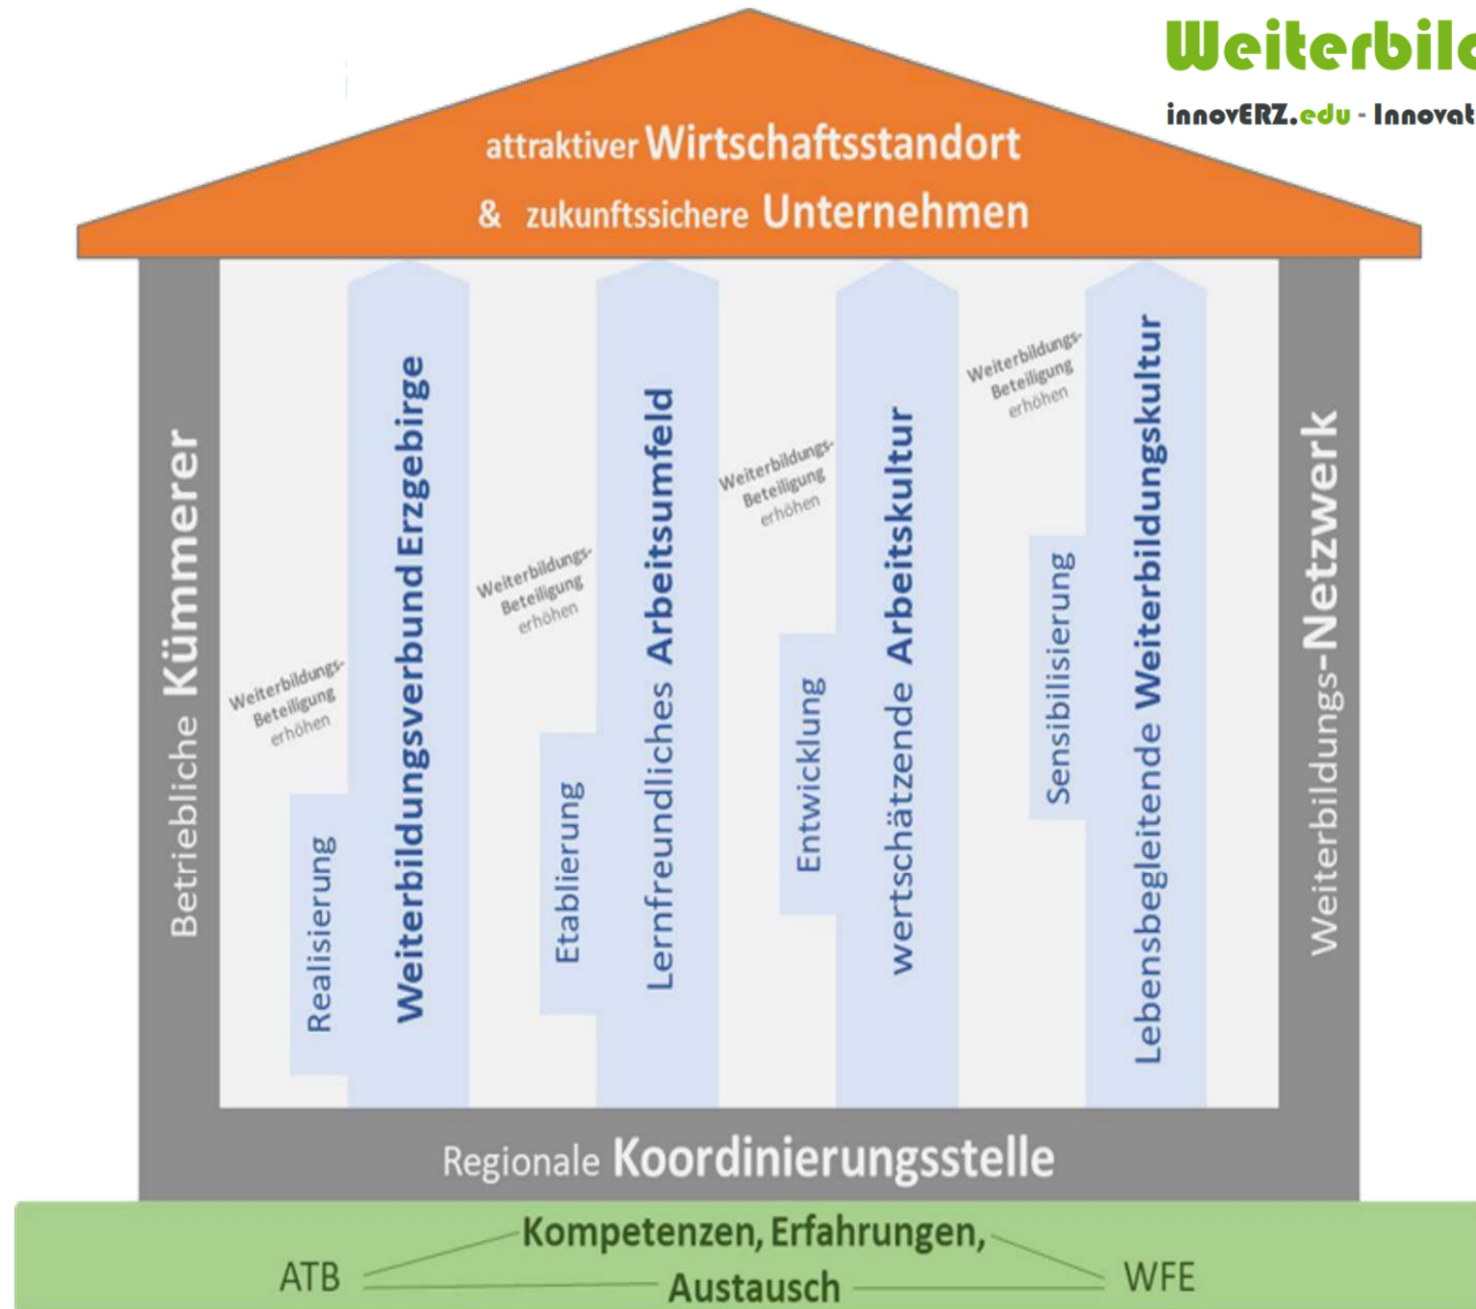 Weiterbild
innovERZ.edu - Innovat
attraktiver Wirtschaftsstandort
& zukunftssichere Unternehmen
Betriebliche Kümmerer
Weiterbildungs-
Beteiligung
erhöhen
Realisierung
Weiterbildungsverbund Erzgebirge
Weiterbildungs-
Beteiligung
erhöhen
Etablierung
Lernfreundliches Arbeitsumfeld
Weiterbildungs-
Beteiligung
erhöhen
Entwicklung
wertschätzende Arbeitskultur
Weiterbildungs-
Beteiligung
erhöhen
Sensibilisierung
Lebensbegleitende Weiterbildungskultur
Weiterbildungs-Netzwerk
Regionale Koordinierungsstelle
Kompetenzen, Erfahrungen,
ATB
Austausch
WFE